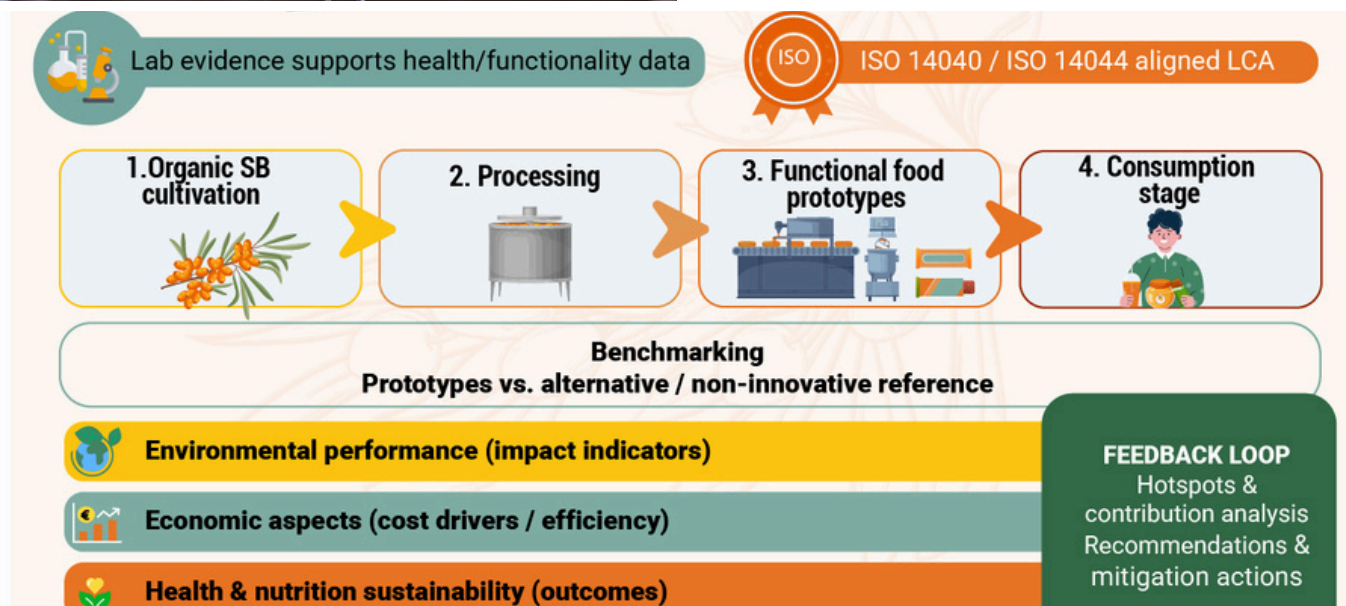 Lab evidence supports health/functionality data
ISO
ISO 14040 / ISO 14044 aligned LCA
1.Organic SB
cultivation
2. Processing
3. Functional food
prototypes
4. Consumption
stage
Benchmarking
Prototypes vs. alternative / non-innovative reference
Environmental performance (impact indicators)
Economic aspects (cost drivers / efficiency)
Health & nutrition sustainability (outcomes)
FEEDBACK LOOP
Hotspots &
contribution analysis
Recommendations &
mitigation actions